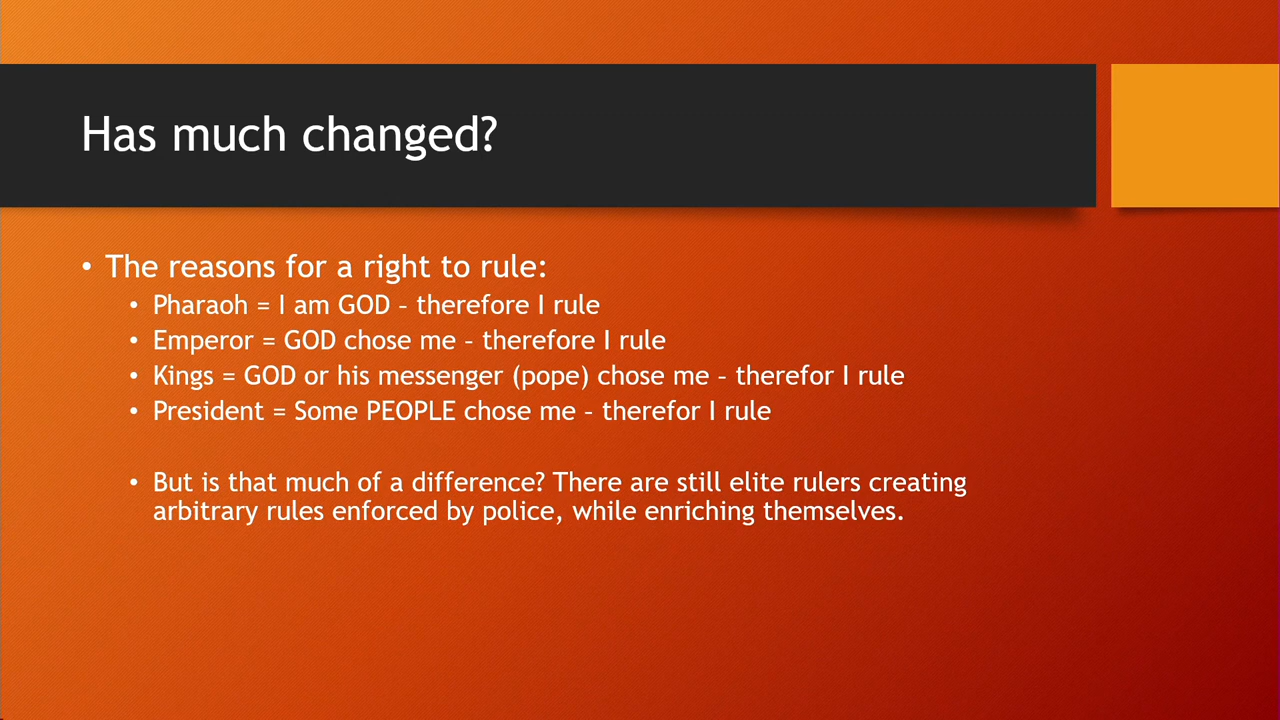 Has much changed?
• The reasons for a right to rule:
• Pharaoh = I am GOD – therefore I rule
• Emperor = GOD chose me – therefore I rule
• Kings = GOD or his messenger (pope) chose me – therefor I rule
• President = Some PEOPLE chose me – therefor I rule
• But is that much of a difference? There are still elite rulers creating
arbitrary rules enforced by police, while enriching themselves.